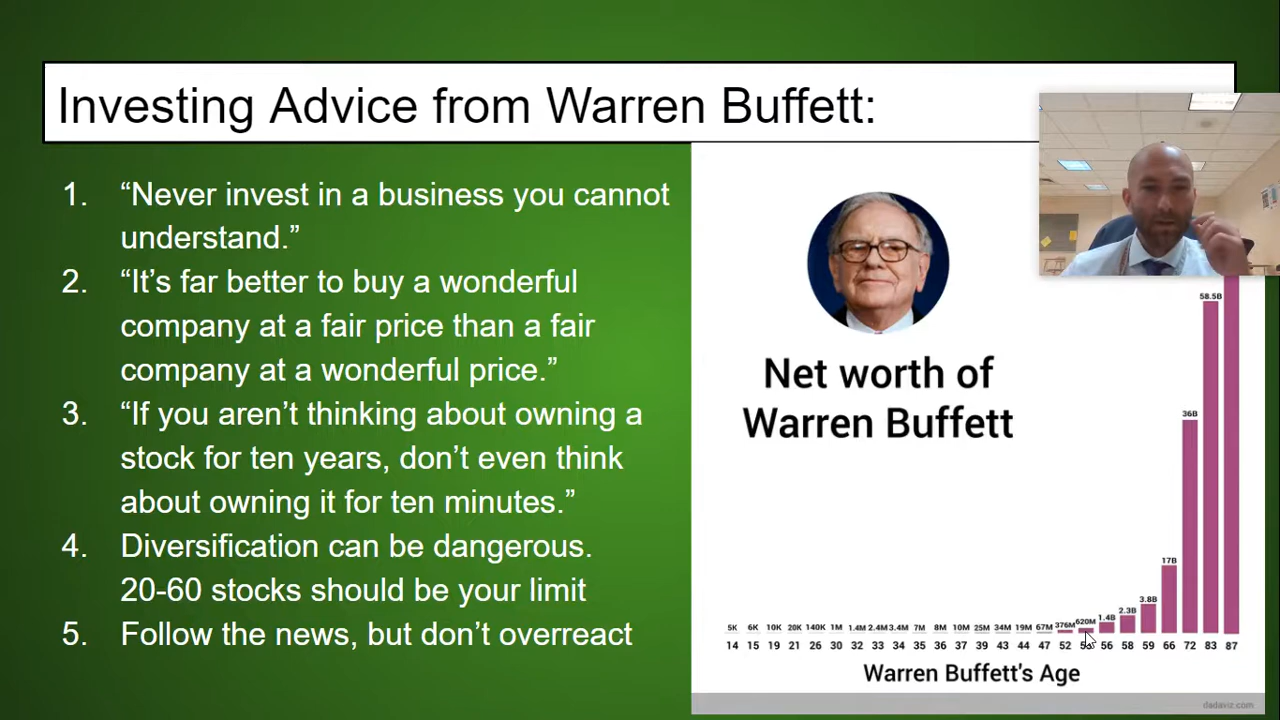 Investing Advice from Warren Buffett:
1. “Never invest in a business you cannot
understand.”
2. “It’s far better to buy a wonderful
company at a fair price than a fair
company at a wonderful price.”
3. “If you aren’t thinking about owning a
stock for ten years, don’t even think
about owning it for ten minutes.”
4. Diversification can be dangerous.
20-60 stocks should be your limit
5. Follow the news, but don’t overreact
Net worth of
Warren Buffett
5K 6K 10K 20K 140K 1M 1.4M 2.4M 3.4M 7M 8M 10M 25M 34M 19M 67M 376M 620M 1.4B 2.3B 3.8B 17B 36B 58.5B
14 15 19 21 26 30 32 33 34 35 36 37 39 43 44 47 52 56 58 59 66 72 83 87
Warren Buffett's Age
dadaviz.com